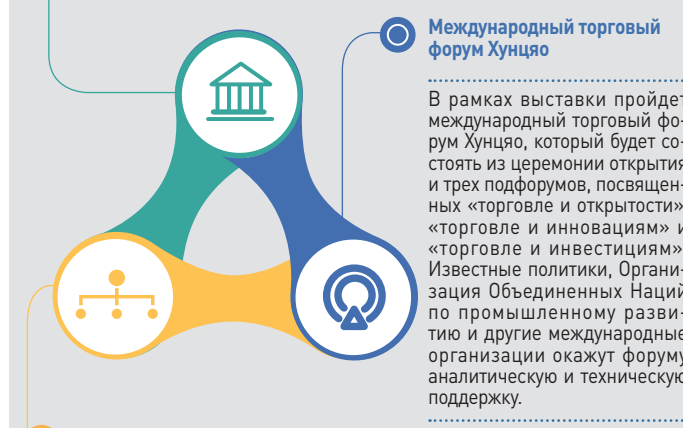 Международный торговый
форум Хунцяо
В рамках выставки пройдет
международный торговый фо-
рум Хунцяо, который будет со-
стоять из церемонии открытия
и трех подфорумов, посвящен-
ных «торговле и открытости»
«торговле и инновациям» и
«торговле и инвестициям»
Известные политики, Органи-
зация Объединенных Наций
по промышленному разви-
тию и другие международные
организации окажут форуму
аналитическую и техническую
поддержку.